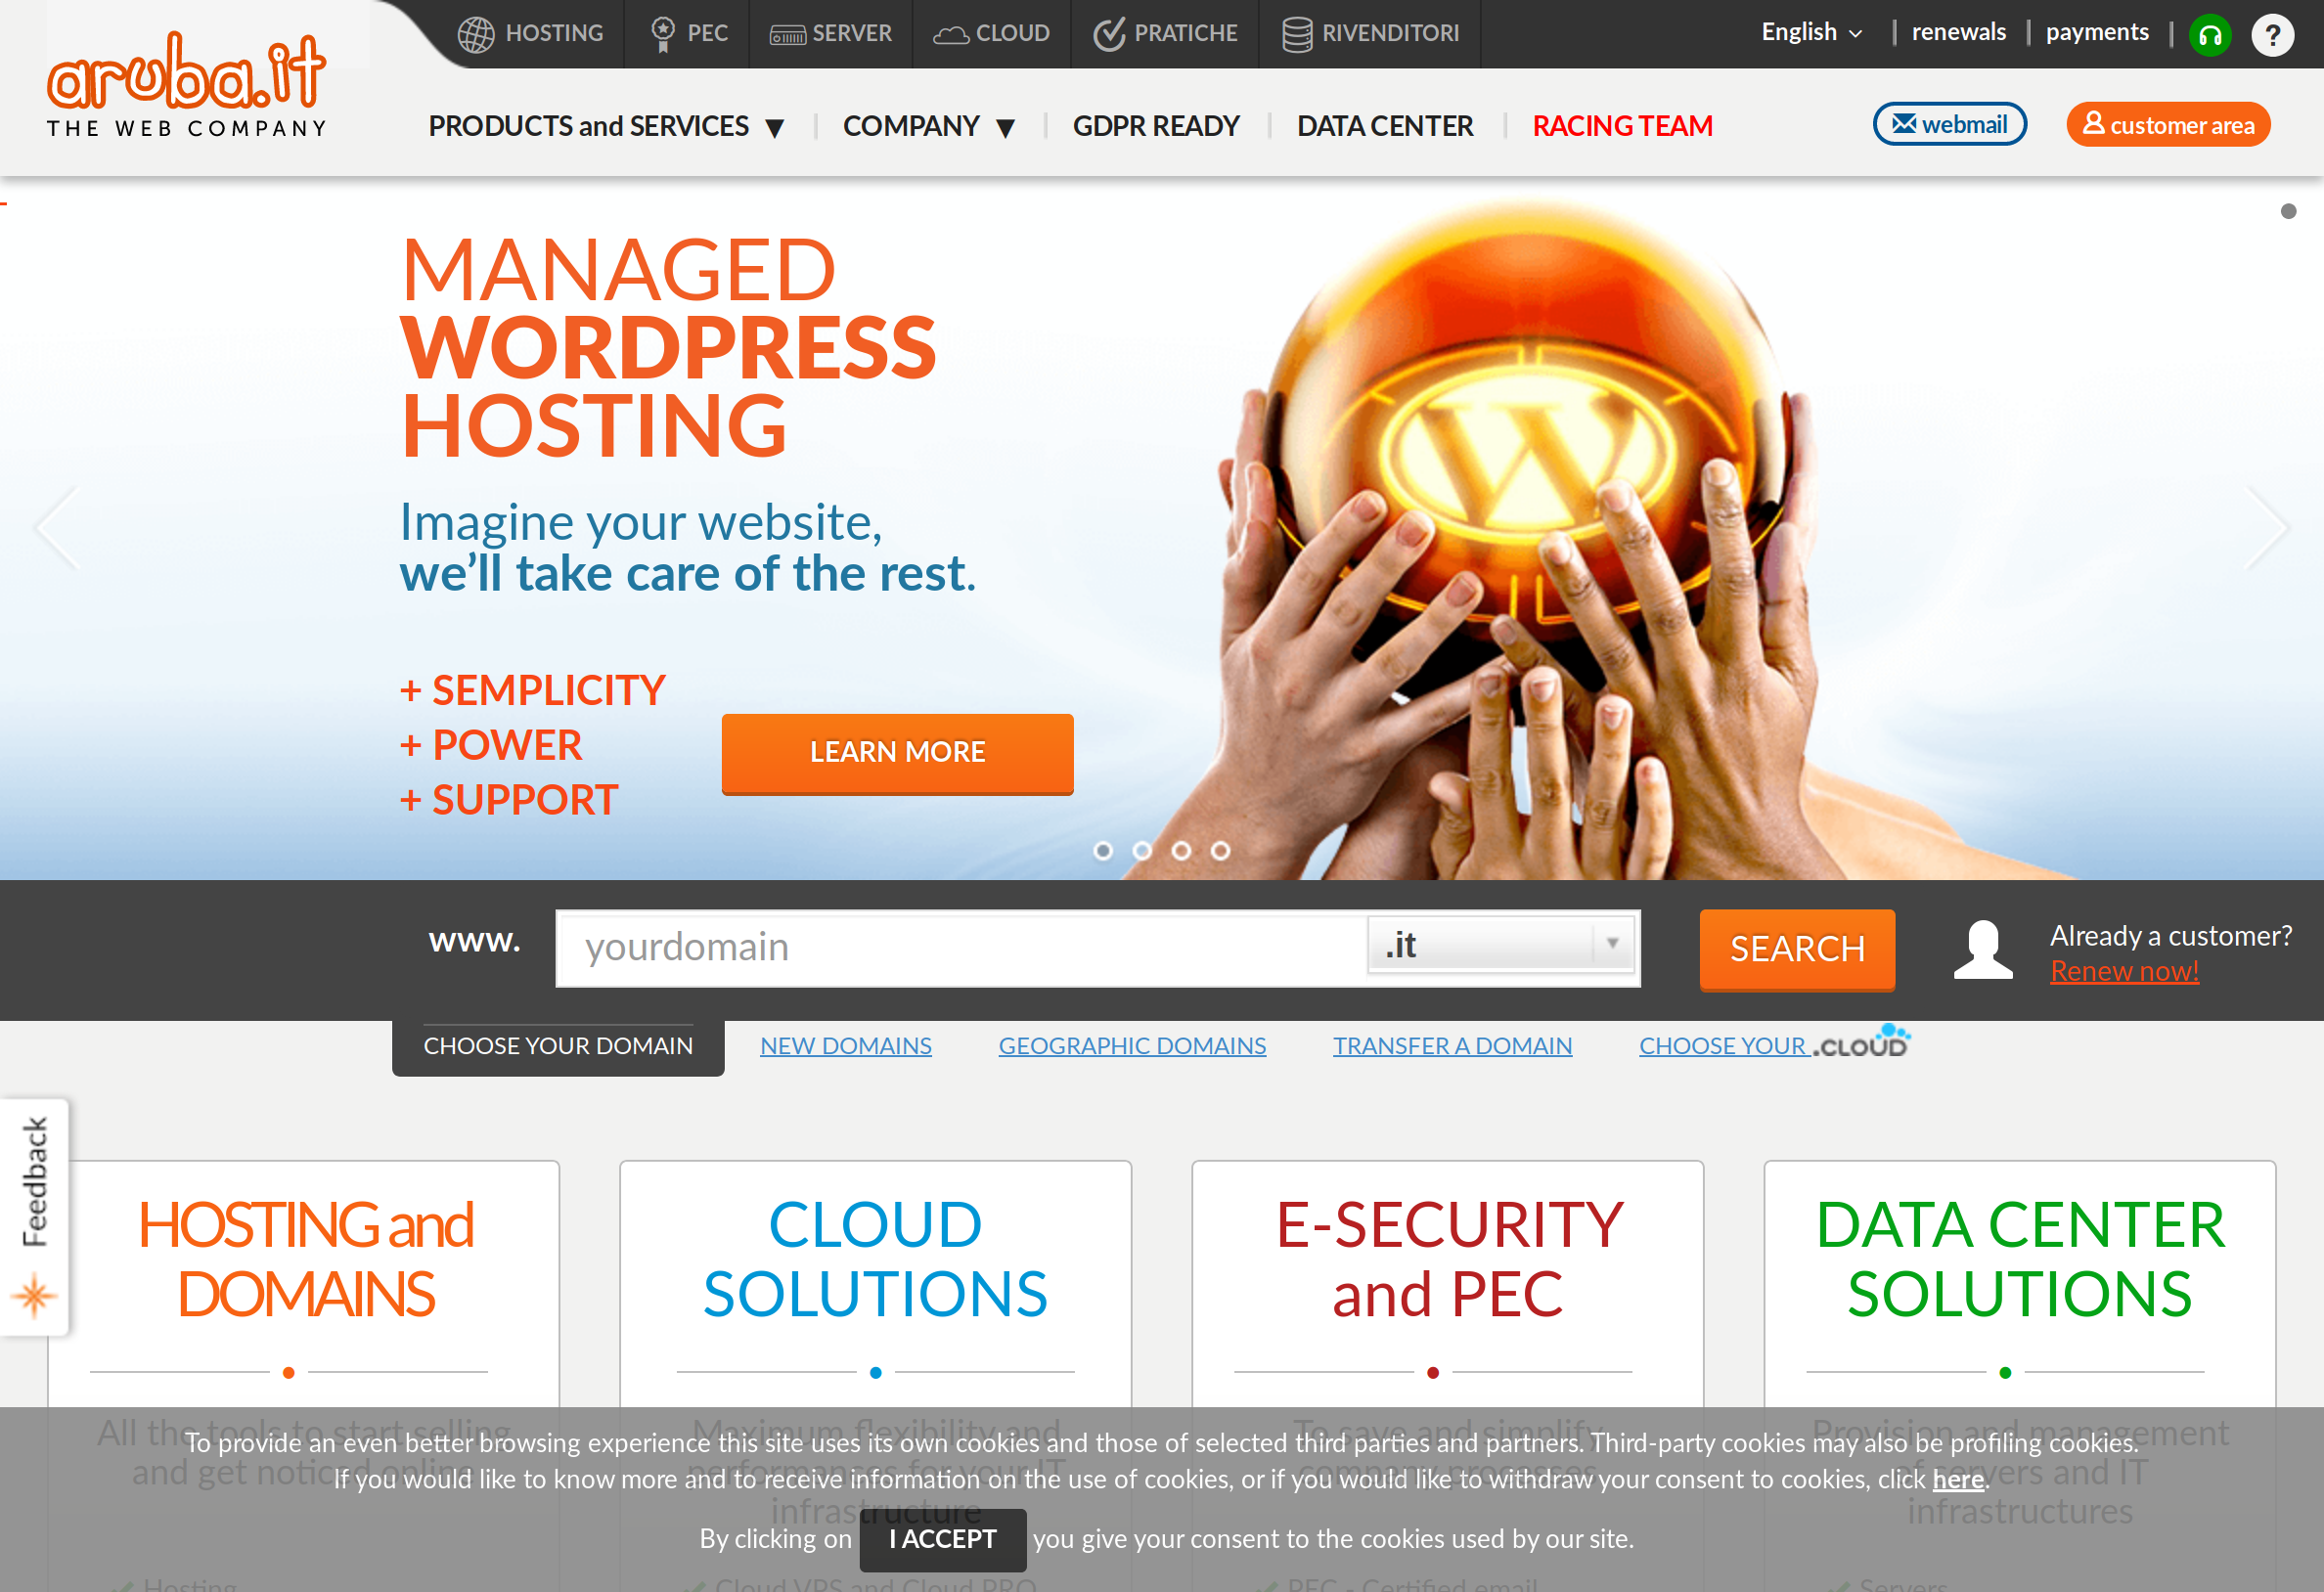 aruba.it
THE WEB COMPANY
HOSTING
PEC
SERVER
CLOUD
PRATICHE
RIVENDITORI
English
renewals
payments
?
PRODUCTS and SERVICES ▼
COMPANY ▼
GDPR READY
DATA CENTER
RACING TEAM
webmail
customer area
MANAGED
WORDPRESS
HOSTING
Imagine your website,
we’ll take care of the rest.
+ SEMPLICITY
+ POWER
+ SUPPORT
LEARN MORE
W
www.
yourdomain
.it
SEARCH
Already a customer?
Renew now!
CHOOSE YOUR DOMAIN
NEW DOMAINS
GEOGRAPHIC DOMAINS
TRANSFER A DOMAIN
CHOOSE YOUR .CLOUD
Feedback
HOSTING and
DOMAINS
CLOUD
SOLUTIONS
E-SECURITY
and PEC
DATA CENTER
SOLUTIONS
All the tools to start selling
and get noticed online
Maximum flexibility and
performances for your IT
infrastructure
To save and simplify
company processes
Provision and management
of servers and IT
infrastructures
To provide an even better browsing experience this site uses its own cookies and those of selected third parties and partners. Third-party cookies may also be profiling cookies.
If you would like to know more and to receive information on the use of cookies, or if you would like to withdraw your consent to cookies, click here.
By clicking on I ACCEPT you give your consent to the cookies used by our site.
Hosting
Cloud VPS and Cloud PRO
PEC - Certified email
Servers